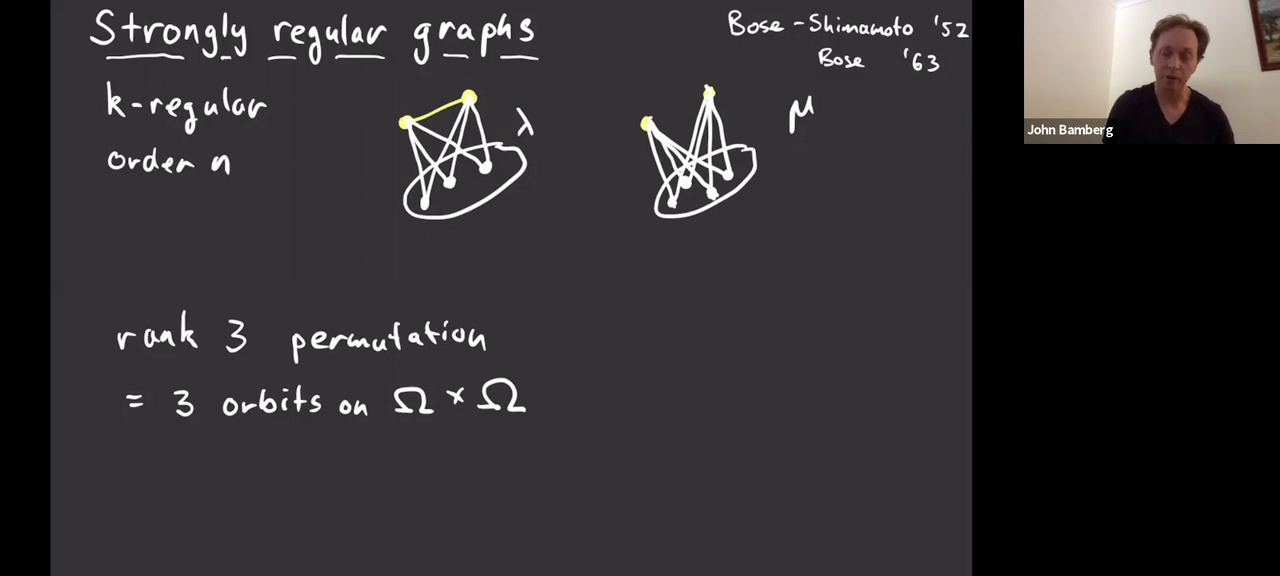 Strongly regular graphs
Bose-Shimamoto '52
Bose '63
k-regular
order n
λ
μ
rank 3 permutation
= 3 orbits on Ω × Ω
John Bamberg